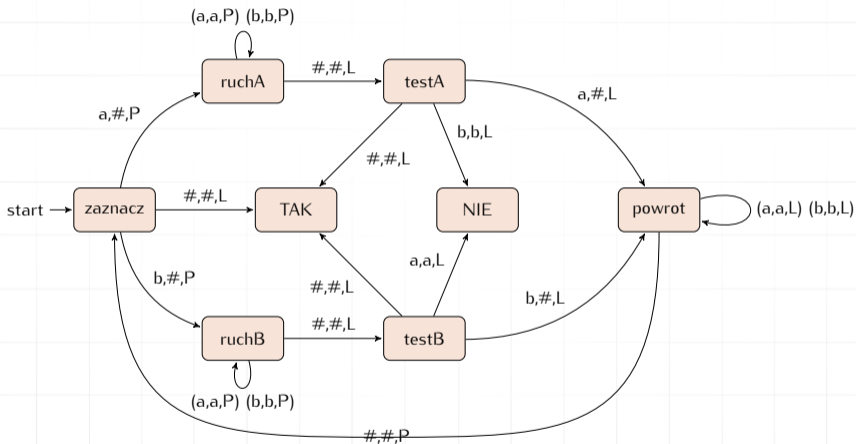 (a,a,P) (b,b,P)
ruchA
#,#,L
testA
a,#,L
a,#,P
b,b,L
#,#,L
start
zaznacz
#,#,L
TAK
NIE
powrot
(a,a,L) (b,b,L)
b,#,P
#,#,L
a,a,L
b,#,L
ruchB
#,#,L
testB
(a,a,P) (b,b,P)
#,#,P